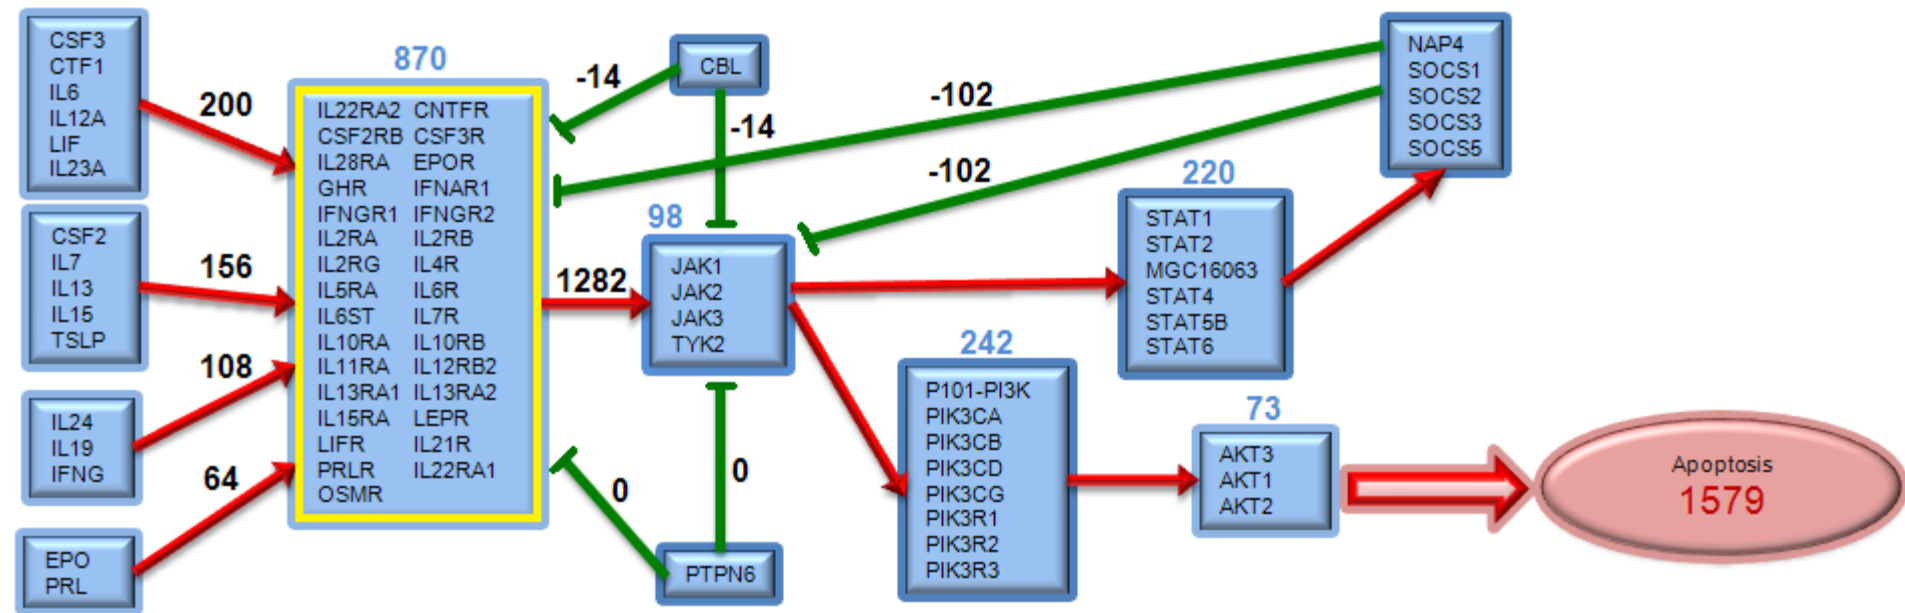 CSF3
CTF1
IL6
IL12A
LIF
IL23A
200
CSF2
IL7
IL13
IL15
TSLP
156
IL24
IL19
IFNG
108
EPO
PRL
64
870
IL22RA2 CNTFR
CSF2RB CSF3R
IL28RA EPOR
GHR IFNAR1
IFNGR1 IFNGR2
IL2RA IL2RB
IL2RG IL4R
IL5RA IL6R
IL6ST IL7R
IL10RA IL10RB
IL11RA IL12RB2
IL13RA1 IL13RA2
IL15RA LEPR
LIFR IL21R
PRLR IL22RA1
OSMR
CBL
-14
-14
-102
-102
1282
98
JAK1
JAK2
JAK3
TYK2
0
0
PTPN6
NAP4
SOCS1
SOCS2
SOCS3
SOCS5
220
STAT1
STAT2
MGC16063
STAT4
STAT5B
STAT6
242
P101-PI3K
PIK3CA
PIK3CB
PIK3CD
PIK3CG
PIK3R1
PIK3R2
PIK3R3
73
AKT3
AKT1
AKT2
Apoptosis
1579